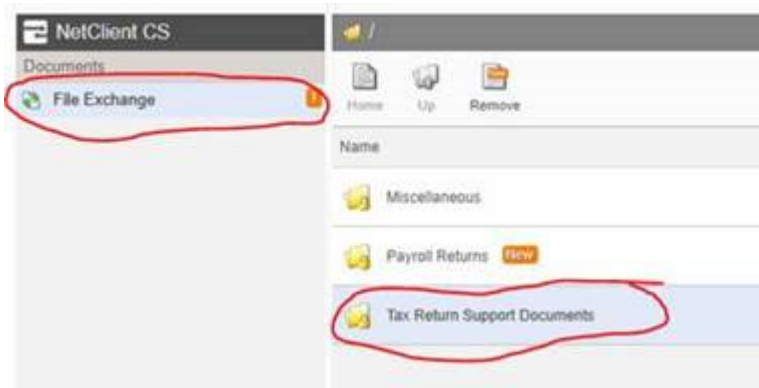 NetClient CS
Documents
File Exchange
/
Home Up Remove
Name
Miscellaneous
Payroll Returns New
Tax Return Support Documents